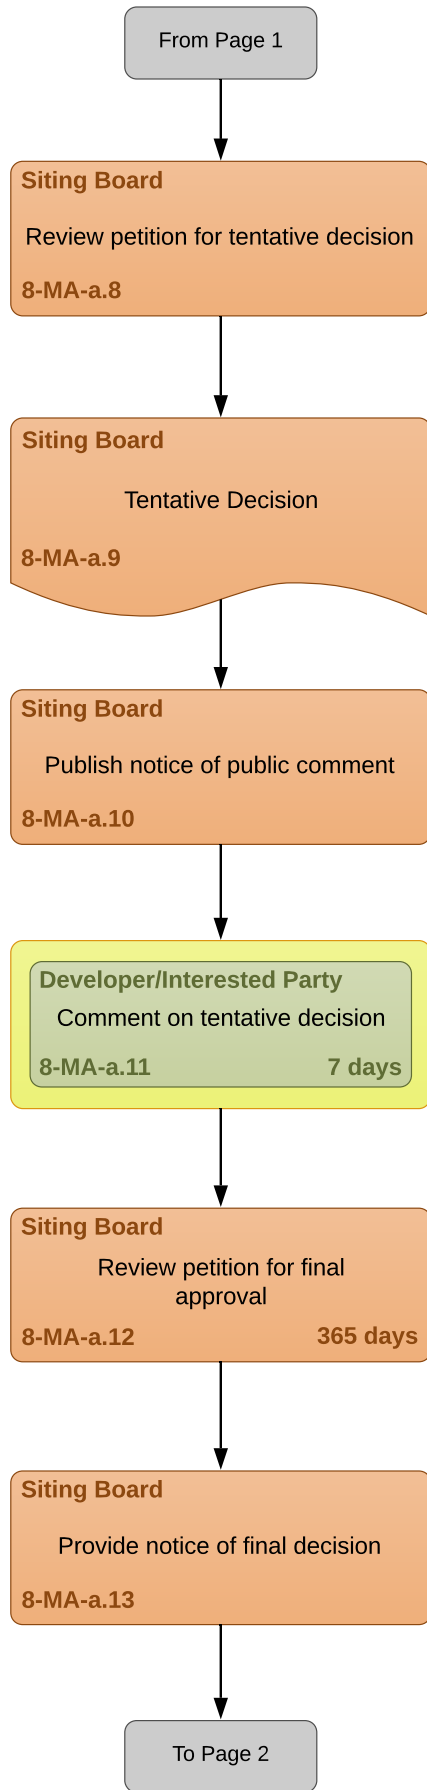 From Page 1
Siting Board
Review petition for tentative decision
8-MA-a.8
Siting Board
Tentative Decision
8-MA-a.9
Siting Board
Publish notice of public comment
8-MA-a.10
Developer/Interested Party
Comment on tentative decision
8-MA-a.11 7 days
Siting Board
Review petition for final
approval
8-MA-a.12 365 days
Siting Board
Provide notice of final decision
8-MA-a.13
To Page 2